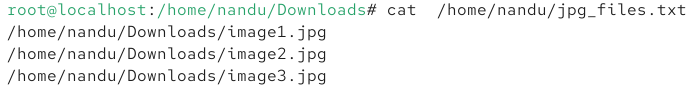 root@localhost:/home/nandu/Downloads# cat  /home/nandu/jpg_files.txt
/home/nandu/Downloads/image1.jpg
/home/nandu/Downloads/image2.jpg
/home/nandu/Downloads/image3.jpg